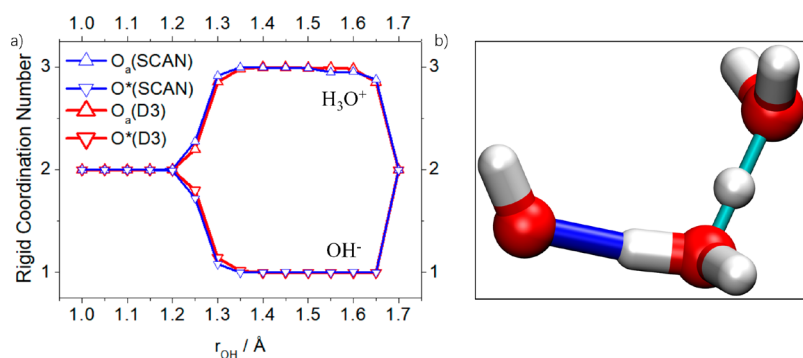 a)
b)
1.0 1.1 1.2 1.3 1.4 1.5 1.6 1.7
Rigid Coordination Number
3
2
1
3
2
1
Oₐ(SCAN)
O*(SCAN)
Oₐ(D3)
O*(D3)
H₃O⁺
OH⁻
1.0 1.1 1.2 1.3 1.4 1.5 1.6 1.7
r_OH / Å